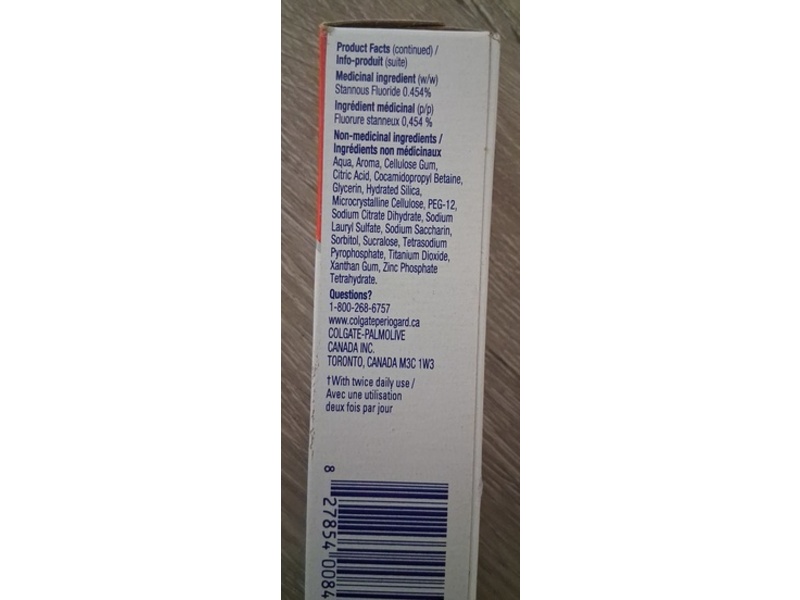 Product Facts (continued) /
Info-produit (suite)
Medicinal ingredient (w/w)
Stannous Fluoride 0.454%
Ingrédient médicinal (p/p)
Fluorure stanneux 0,454 %
Non-medicinal ingredients /
Ingrédients non médicinaux
Aqua, Aroma, Cellulose Gum,
Citric Acid, Cocamidopropyl Betaine,
Glycerin, Hydrated Silica,
Microcrystalline Cellulose, PEG-12,
Sodium Citrate Dihydrate, Sodium
Lauryl Sulfate, Sodium Saccharin,
Sorbitol, Sucralose, Tetrasodium
Pyrophosphate, Titanium Dioxide,
Xanthan Gum, Zinc Phosphate
Tetrahydrate.
Questions?
1-800-268-6757
www.colgateperiogard.ca
COLGATE-PALMOLIVE
CANADA INC.
TORONTO, CANADA M3C 1W3
†With twice daily use /
Avec une utilisation
deux fois par jour
8 27854 0084